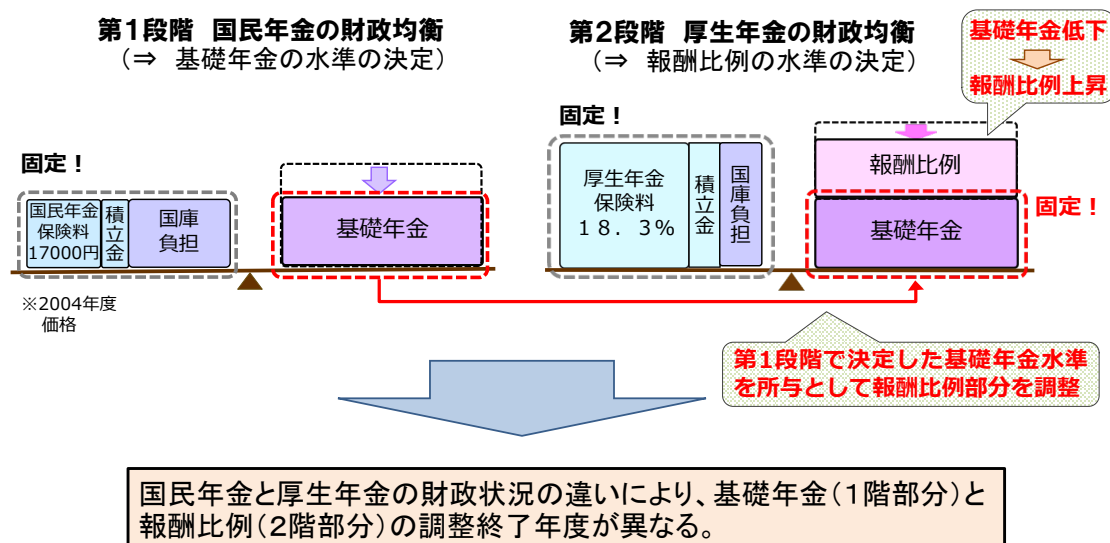 第1段階 国民年金の財政均衡
(⇒ 基礎年金の水準の決定)
固定！
国民年金
保険料
17000円
積立金
国庫
負担
基礎年金
※2004年度
価格
第2段階 厚生年金の財政均衡
(⇒ 報酬比例の水準の決定)
固定！
厚生年金
保険料
１８．３%
積立金
国庫負担
報酬比例
基礎年金
固定！
基礎年金低下
報酬比例上昇
第1段階で決定した基礎年金水準
を所与として報酬比例部分を調整
国民年金と厚生年金の財政状況の違いにより、基礎年金(1階部分)と
報酬比例(2階部分)の調整終了年度が異なる。